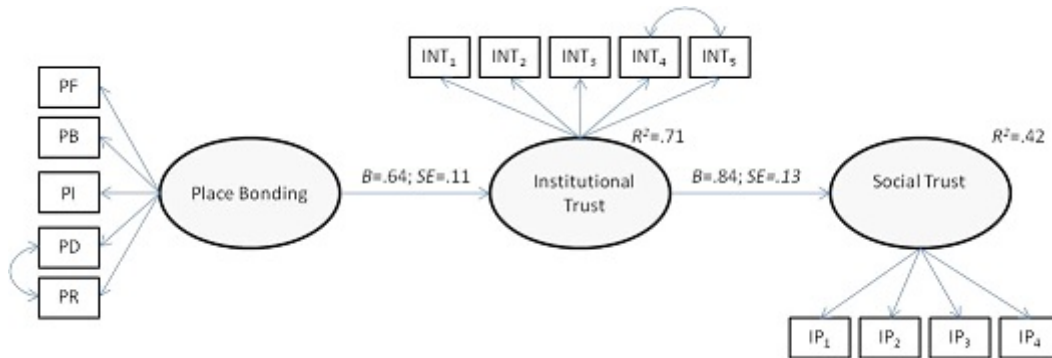 INT₁ INT₂ INT₃ INT₄ INT₅
PF
PB
PI
PD
PR
Place Bonding
B=.64; SE=.11
Institutional
Trust
R²=.71
B=.84; SE=.13
Social Trust
R²=.42
IP₁ IP₂ IP₃ IP₄